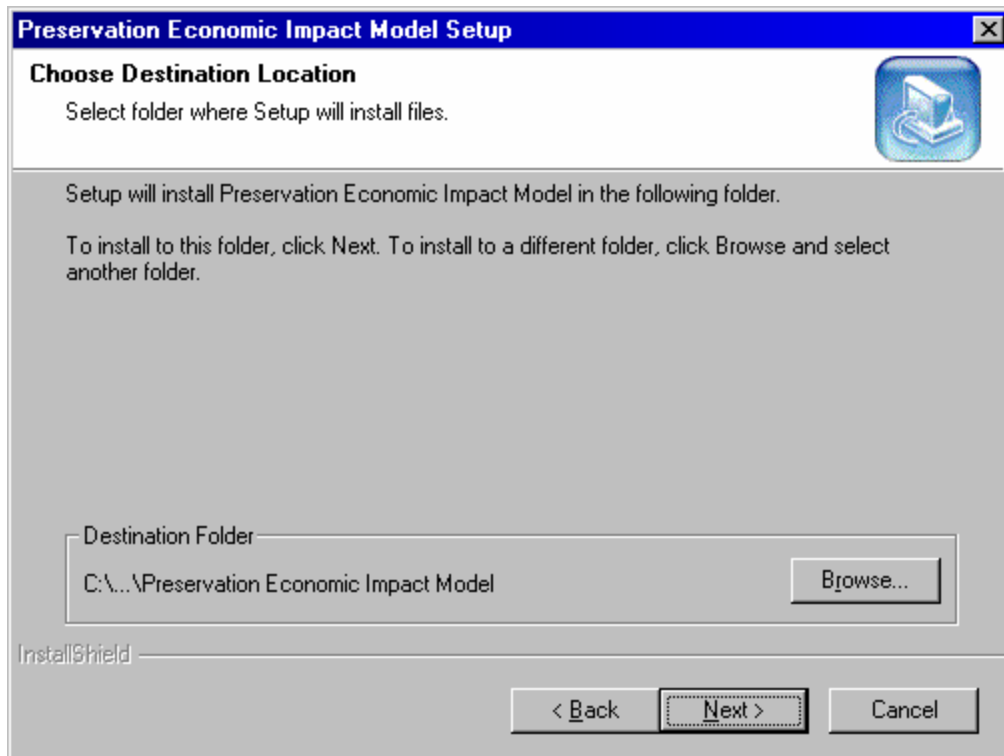 Preservation Economic Impact Model Setup
Choose Destination Location
Select folder where Setup will install files.
Setup will install Preservation Economic Impact Model in the following folder.
To install to this folder, click Next. To install to a different folder, click Browse and select
another folder.
Destination Folder
C:\...\Preservation Economic Impact Model
Browse...
InstallShield
< Back
Next >
Cancel